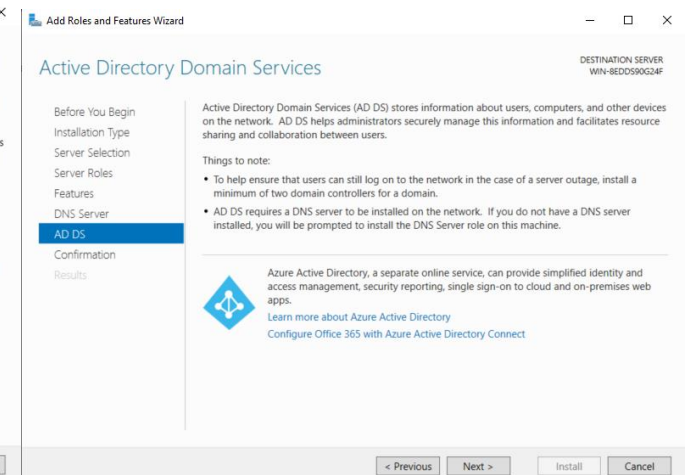 Add Roles and Features Wizard
Active Directory Domain Services
DESTINATION SERVER
WIN-8EDDS90G24F
Before You Begin
Installation Type
Server Selection
Server Roles
Features
DNS Server
AD DS
Confirmation
Results
Active Directory Domain Services (AD DS) stores information about users, computers, and other devices
on the network. AD DS helps administrators securely manage this information and facilitates resource
sharing and collaboration between users.
Things to note:
• To help ensure that users can still log on to the network in the case of a server outage, install a
minimum of two domain controllers for a domain.
• AD DS requires a DNS server to be installed on the network. If you do not have a DNS server
installed, you will be prompted to install the DNS Server role on this machine.
Azure Active Directory, a separate online service, can provide simplified identity and
access management, security reporting, single sign-on to cloud and on-premises web
apps.
Learn more about Azure Active Directory
Configure Office 365 with Azure Active Directory Connect
< Previous
Next >
Install
Cancel